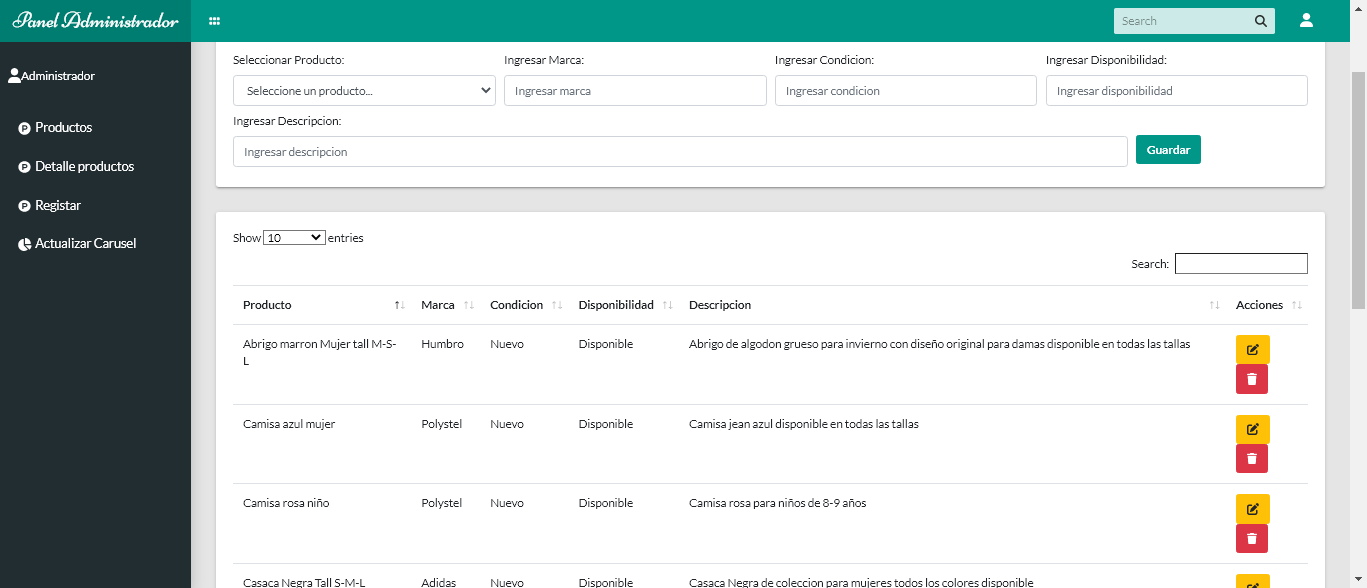 Panel Administrador
Search
Administrador
Productos
Detalle productos
Registar
Actualizar Carusel
Seleccionar Producto: Ingresar Marca: Ingresar Condicion: Ingresar Disponibilidad:
Seleccione un producto... Ingresar marca Ingresar condicion Ingresar disponibilidad
Ingresar Descripcion:
Ingresar descripcion Guardar
Show 10 entries
Search:
Producto Marca Condicion Disponibilidad Descripcion Acciones
Abrigo marron Mujer tall M-S- Humbro Nuevo Disponible Abrigo de algodon grueso para invierno con diseño original para damas disponible en todas las tallas
L
Camisa azul mujer Polystel Nuevo Disponible Camisa jean azul disponible en todas las tallas
Camisa rosa niño Polystel Nuevo Disponible Camisa rosa para niños de 8-9 años
Casaca Negra Tall S-M-L Adidas Nuevo Disponible Casaca Negra de coleccion para mujeres todos los colores disponible